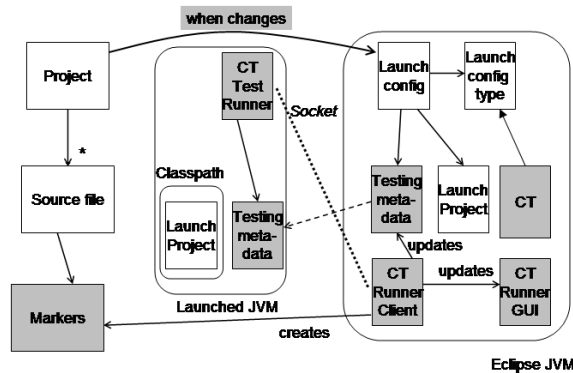 when changes
Project
CT
Test
Runner
Launch
config
Launch
config
type
Socket
*
Classpath
Source file
Launch
Project
Testing
meta-
data
Testing
meta-
data
Launch
Project
CT
updates
Markers
Launched JVM
creates
CT
Runner
Client
updates
CT
Runner
GUI
Eclipse JVM